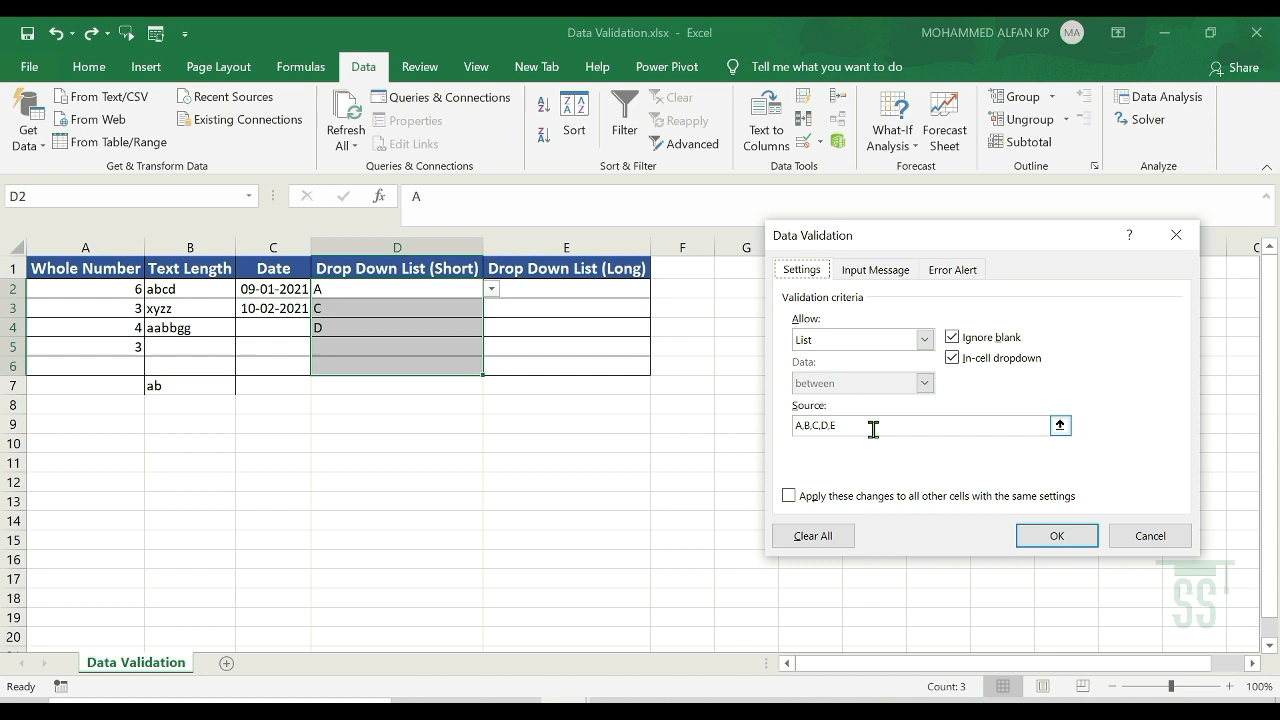 Data Validation.xlsx - Excel
MOHAMMED ALFAN KP
MA
File Home Insert Page Layout Formulas Data Review View New Tab Help Power Pivot Tell me what you want to do Share
Get Data
From Text/CSV
From Web
From Table/Range
Recent Sources
Existing Connections
Get & Transform Data
Refresh All
Queries & Connections
Properties
Edit Links
Queries & Connections
Sort
Filter
Clear
Reapply
Advanced
Sort & Filter
Text to Columns
Data Tools
What-If Analysis
Forecast Sheet
Forecast
Group
Ungroup
Subtotal
Outline
Data Analysis
Solver
Analyze
D2
fx
A
A B C D E F G C
1 Whole Number Text Length Date Drop Down List (Short) Drop Down List (Long)
2 6 abcd 09-01-2021 A
3 3 xyzz 10-02-2021 C
4 4 aabbgg D
5 3
6
7 ab
8
9
10
11
12
13
14
15
16
17
18
19
20
Data Validation
?
Settings Input Message Error Alert
Validation criteria
Allow:
List
Ignore blank
In-cell dropdown
Data:
between
Source:
A,B,C,D,E
Apply these changes to all other cells with the same settings
Clear All OK Cancel
SS
Data Validation
Ready
Count: 3
100%